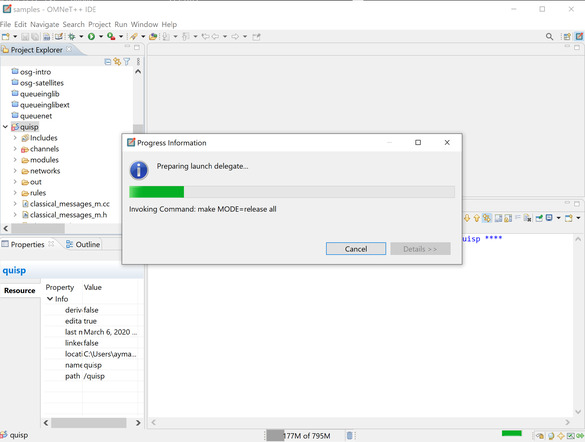 samples - OMNeT++ IDE
File Edit Navigate Search Project Run Window Help
Project Explorer
osg-intro
osg-satellites
queueinglib
queueinglibext
queuenet
quisp
Includes
channels
modules
networks
out
rules
classical_messages_m.cc
classical_messages_m.h
Progress Information
Preparing launch delegate...
Invoking Command: make MODE=release all
Cancel
Details >>
uisp ****
Properties
Outline
quisp
Resource
Property Value
Info
deriv false
edita true
last n March 6, 2020 ...
linke false
locati C:\Users\ayma...
name quisp
path /quisp
quisp
177M of 795M